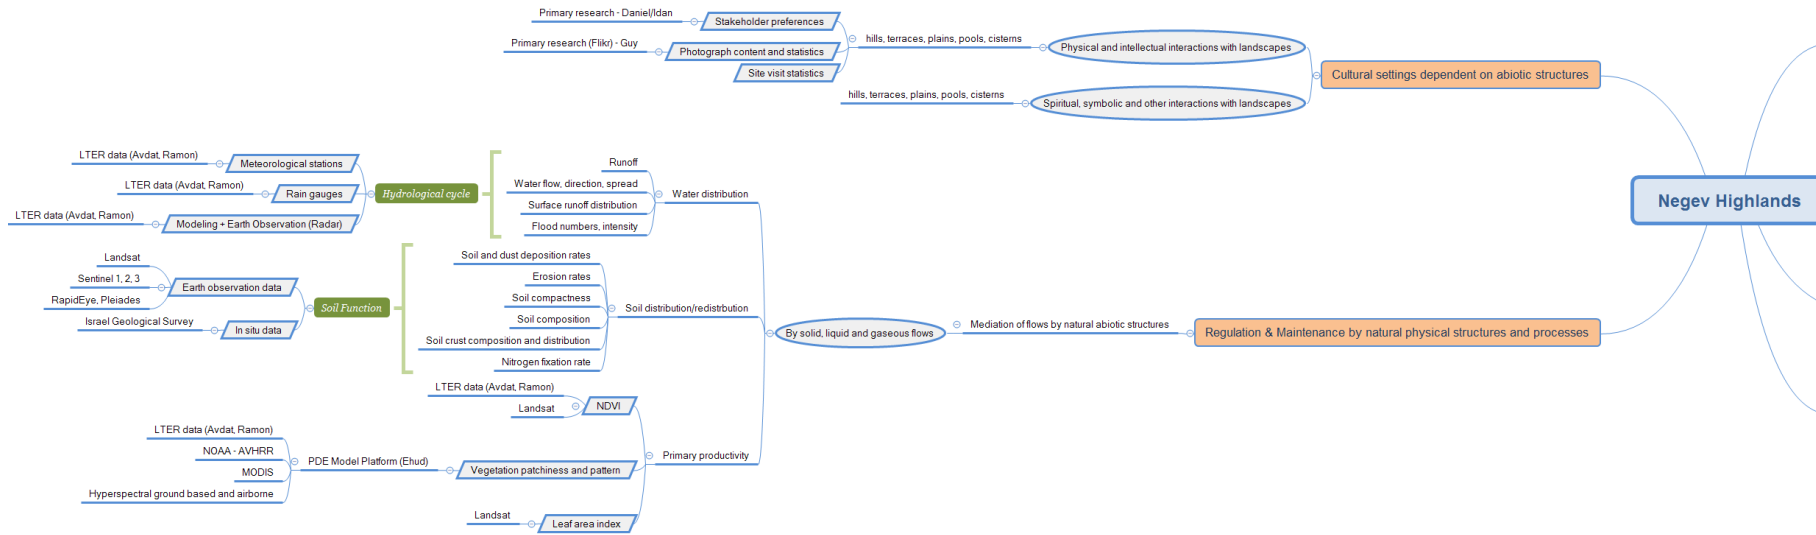 Primary research - Daniel/Idan
Stakeholder preferences
Primary research (Flikr) - Guy
Photograph content and statistics
Site visit statistics
hills, terraces, plains, pools, cisterns
Physical and intellectual interactions with landscapes
hills, terraces, plains, pools, cisterns
Spiritual, symbolic and other interactions with landscapes
Cultural settings dependent on abiotic structures
Negev Highlands
LTER data (Avdat, Ramon)
Meteorological stations
LTER data (Avdat, Ramon)
Rain gauges
LTER data (Avdat, Ramon)
Modeling + Earth Observation (Radar)
Hydrological cycle
Runoff
Water flow, direction, spread
Surface runoff distribution
Flood numbers, intensity
Water distribution
Landsat
Sentinel 1, 2, 3
RapidEye, Pleiades
Earth observation data
Israel Geological Survey
In situ data
Soil Function
Soil and dust deposition rates
Erosion rates
Soil compactness
Soil composition
Soil crust composition and distribution
Nitrogen fixation rate
Soil distribution/redistrbution
By solid, liquid and gaseous flows
Mediation of flows by natural abiotic structures
Regulation & Maintenance by natural physical structures and processes
LTER data (Avdat, Ramon)
Landsat
NDVI
LTER data (Avdat, Ramon)
NOAA - AVHRR
MODIS
Hyperspectral ground based and airborne
PDE Model Platform (Ehud)
Vegetation patchiness and pattern
Landsat
Leaf area index
Primary productivity